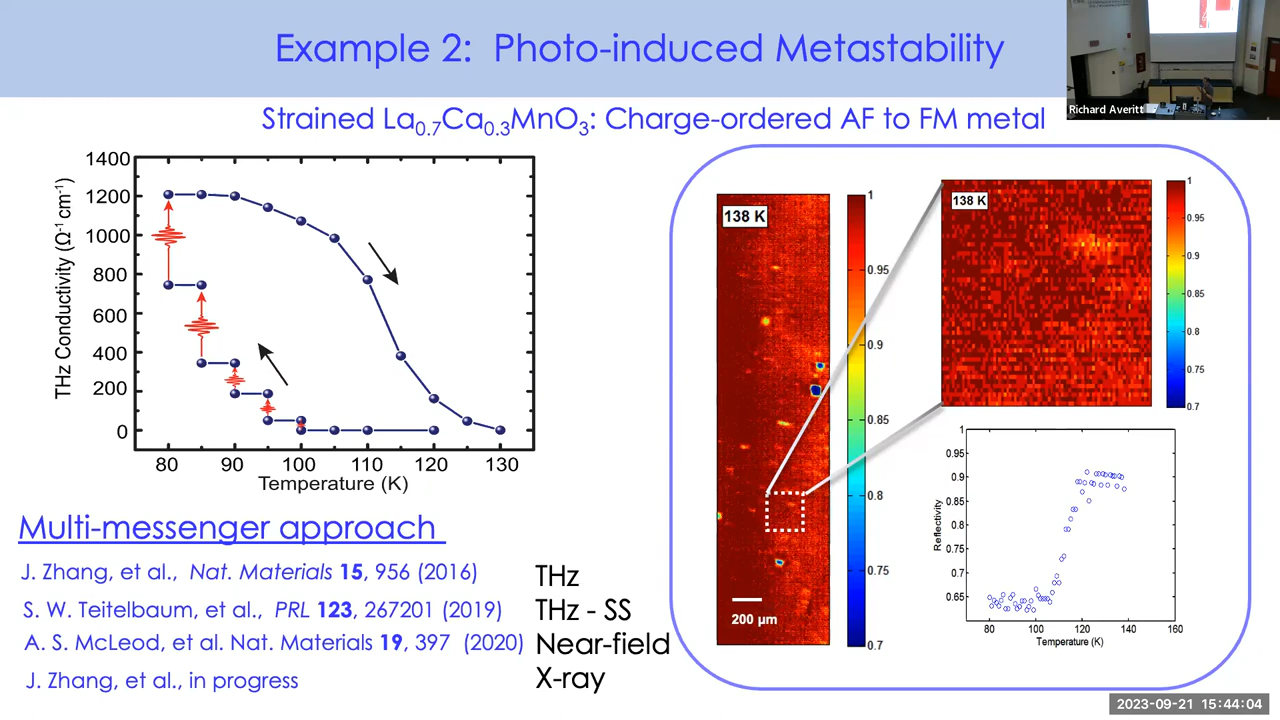 Example 2: Photo-induced Metastability
Richard Averitt
Strained La0.7Ca0.3MnO3: Charge-ordered AF to FM metal
THz Conductivity (Ω-1 cm-1)
1400
1200
1000
800
600
400
200
0
80 90 100 110 120 130
Temperature (K)
138 K
200 µm
1
0.95
0.9
0.85
0.8
0.75
0.7
138 K
1
0.95
0.9
0.85
0.8
0.75
0.7
Reflectivity
1
0.95
0.9
0.85
0.8
0.75
0.7
0.65
80 100 120 140 160
Temperature (K)
Multi-messenger approach
J. Zhang, et al., Nat. Materials 15, 956 (2016) THz
S. W. Teitelbaum, et al., PRL 123, 267201 (2019) THz - SS
A. S. McLeod, et al. Nat. Materials 19, 397 (2020) Near-field
J. Zhang, et al., in progress X-ray
2023-09-21 15:44:04